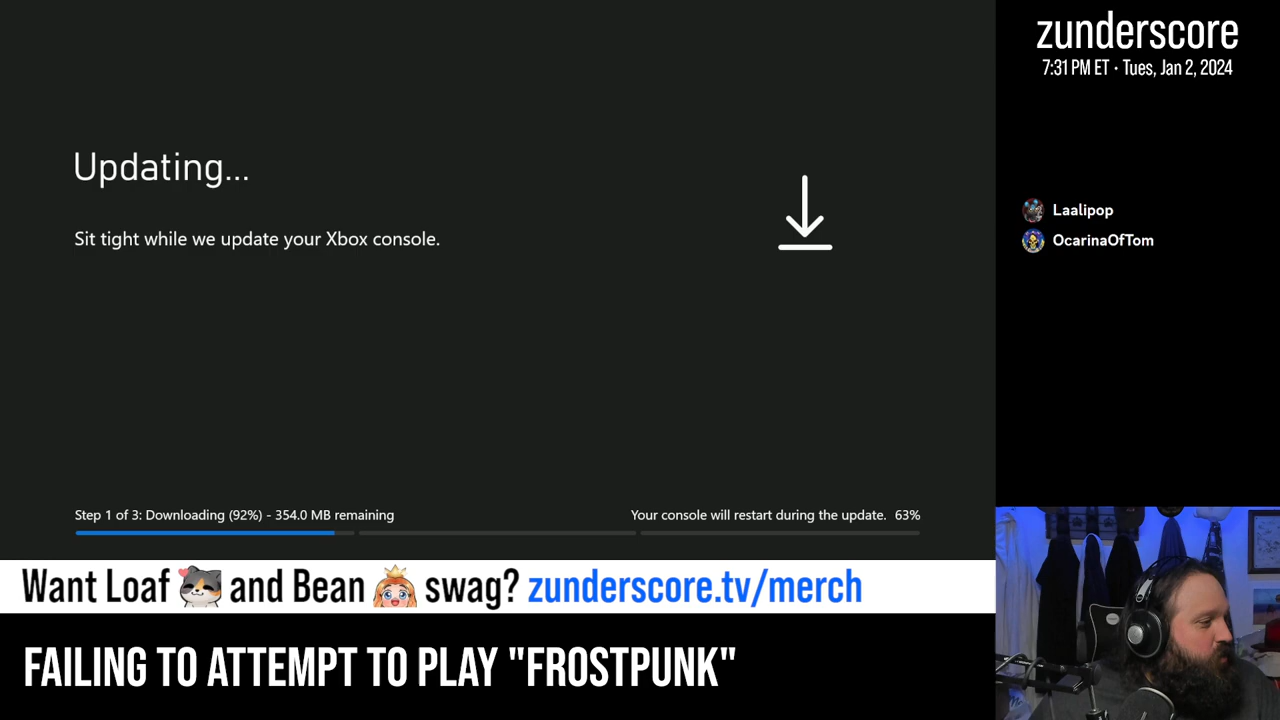 zunderscore
7:31 PM ET · Tues, Jan 2, 2024
Updating...
Sit tight while we update your Xbox console.
Laalipop
OcarinaOfTom
Step 1 of 3: Downloading (92%) - 354.0 MB remaining
Your console will restart during the update. 63%
Want Loaf and Bean swag? zunderscore.tv/merch
FAILING TO ATTEMPT TO PLAY "FROSTPUNK"